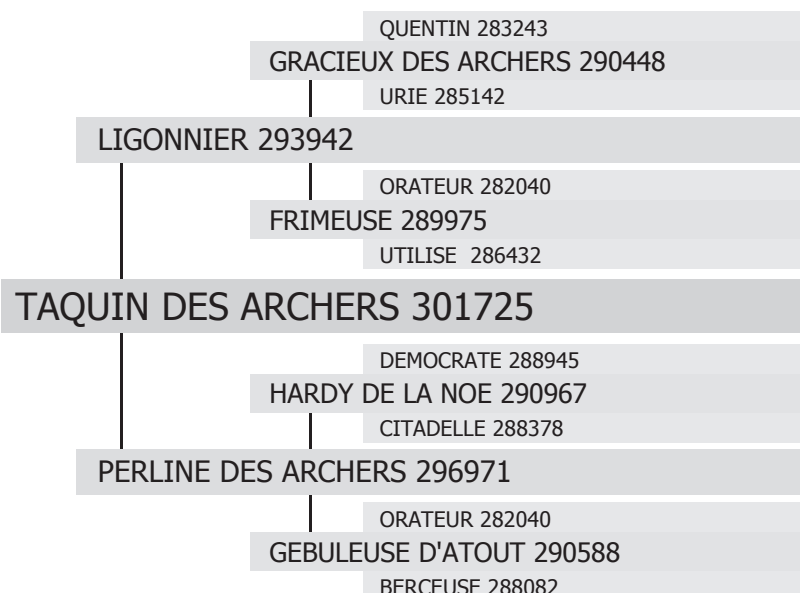 QUENTIN 283243
GRACIEUX DES ARCHERS 290448
URIE 285142
LIGONNIER 293942
ORATEUR 282040
FRIMEUSE 289975
UTILISE 286432
TAQUIN DES ARCHERS 301725
DEMOCRATE 288945
HARDY DE LA NOE 290967
CITADELLE 288378
PERLINE DES ARCHERS 296971
ORATEUR 282040
GEBULEUSE D'ATOUT 290588
BERCEUSE 288082